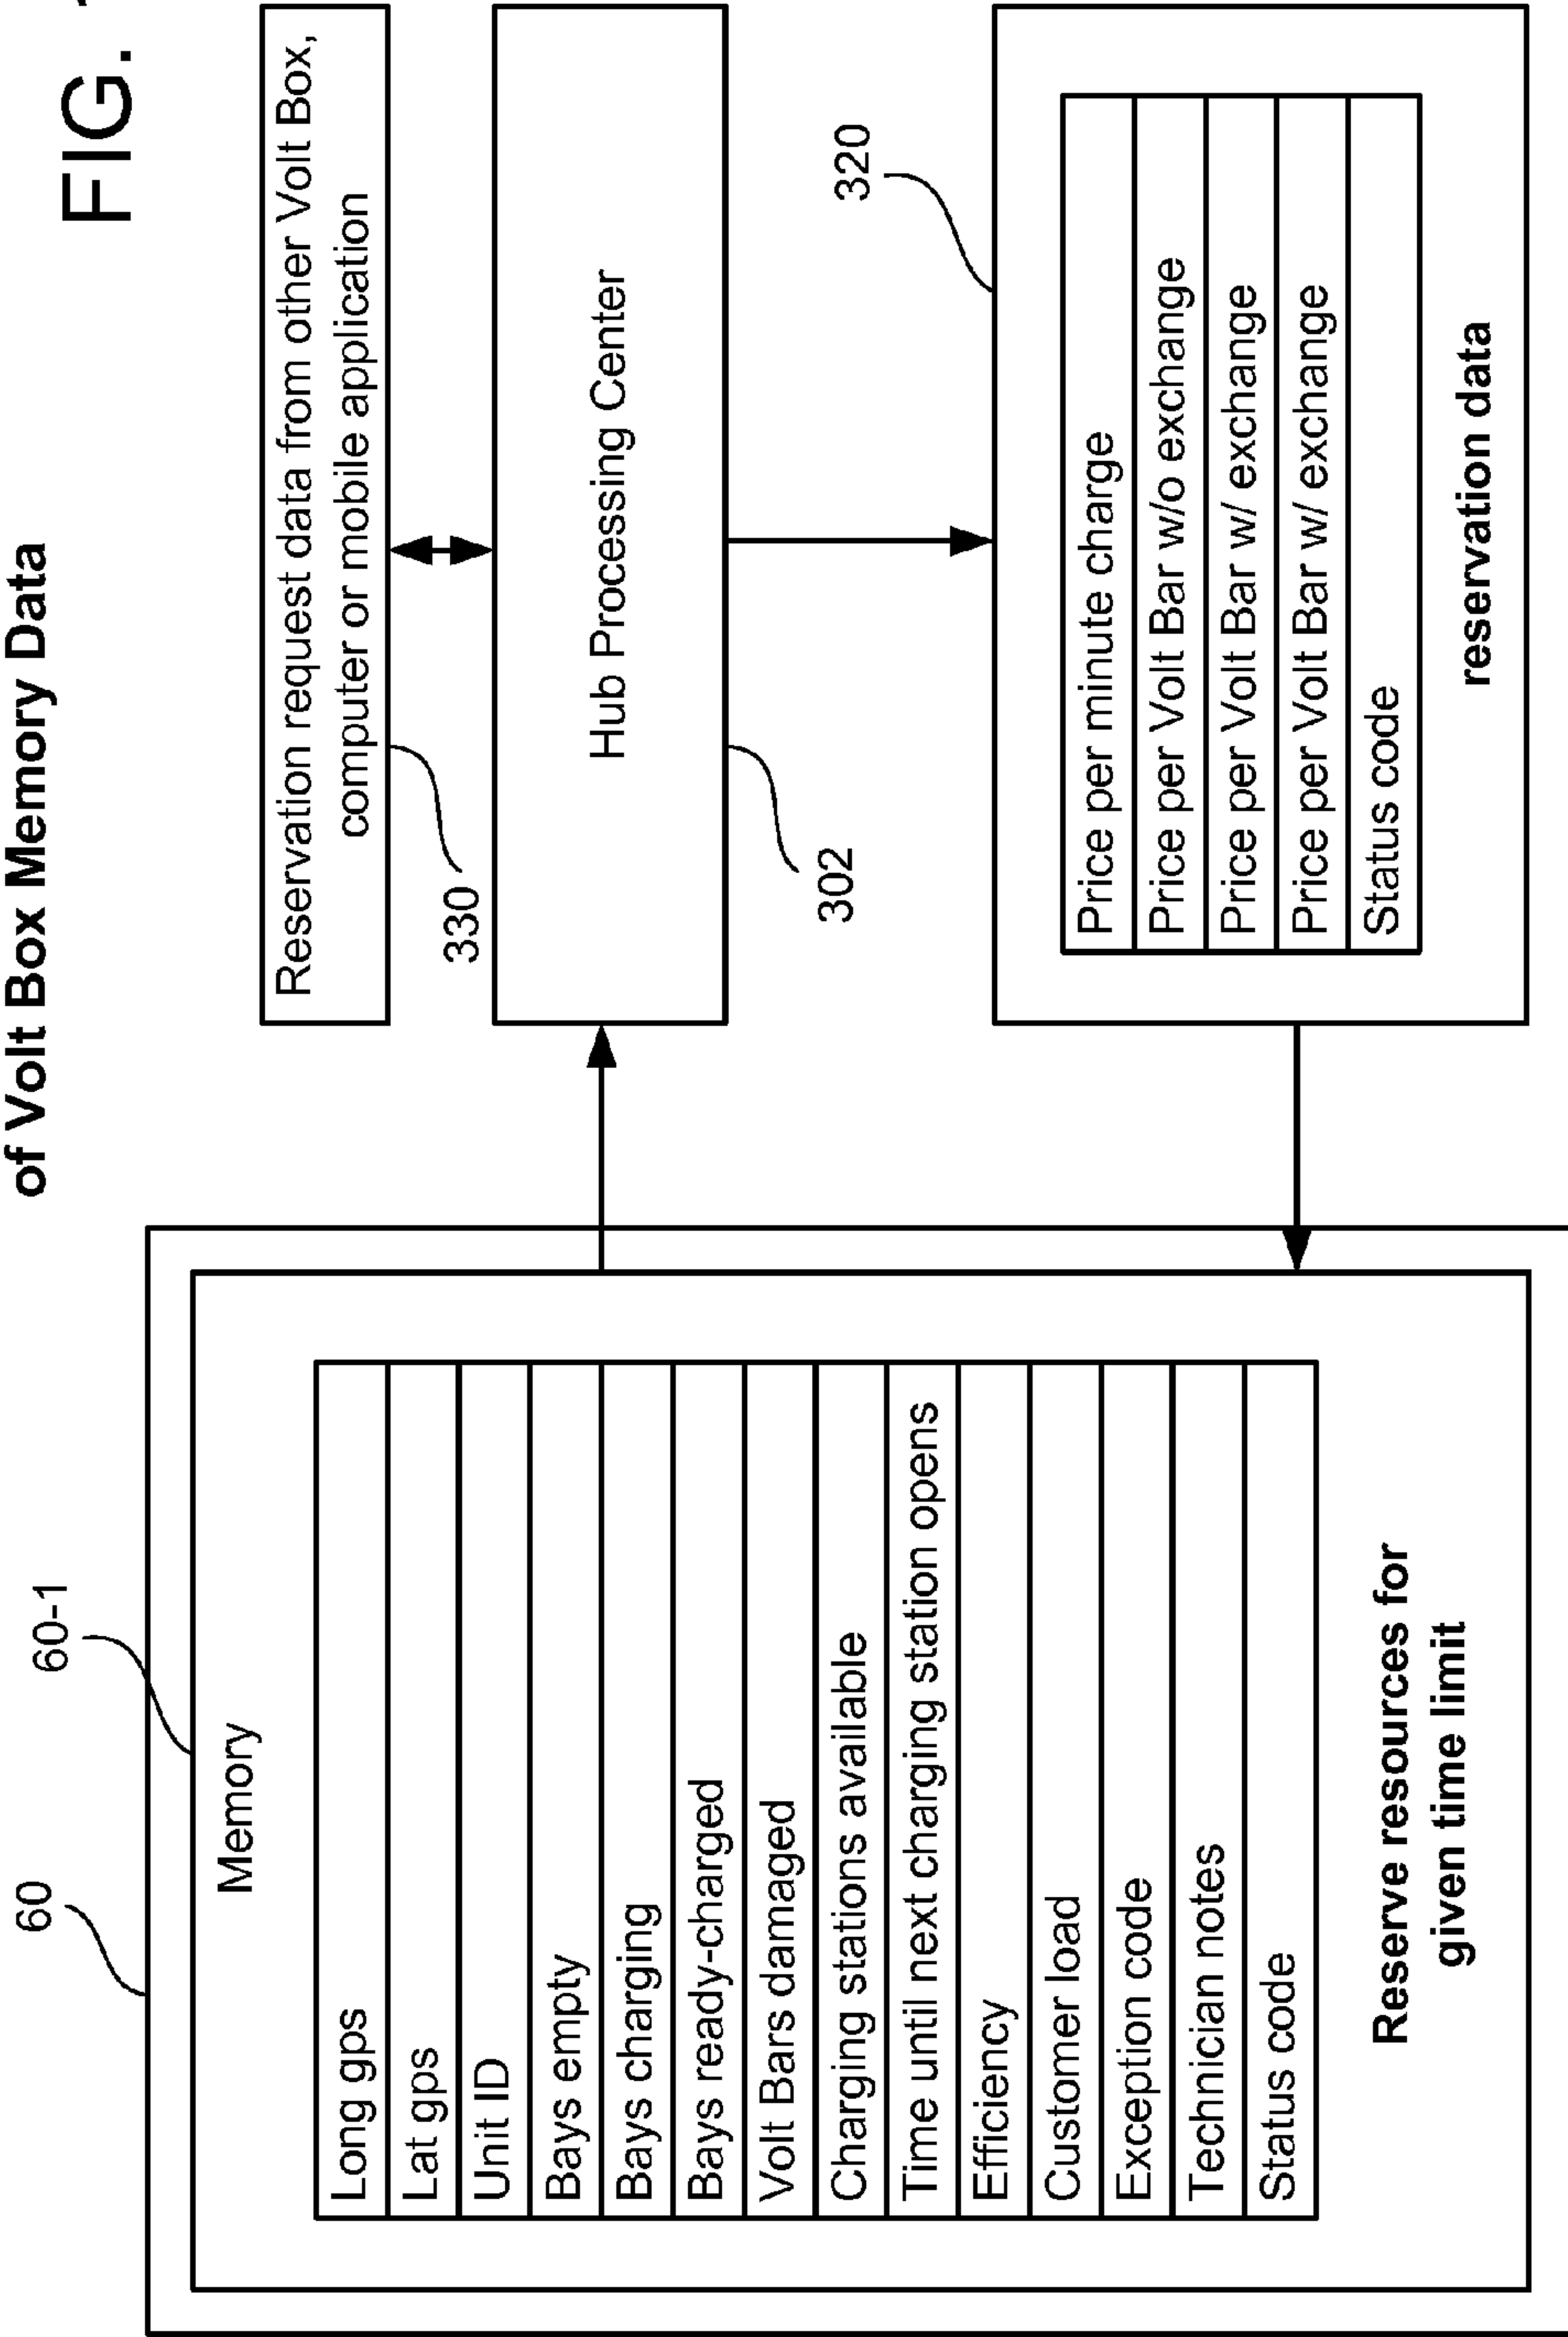 of Volt Box Memory Data
FIG.
60
60-1
Memory
Long gps
Lat gps
Unit ID
Bays empty
Bays charging
Bays ready-charged
Volt Bars damaged
Charging stations available
Time until next charging station opens
Efficiency
Customer load
Exception code
Technician notes
Status code
Reserve resources for
given time limit
Reservation request data from other Volt Box,
computer or mobile application
330
Hub Processing Center
302
320
Price per minute charge
Price per Volt Bar w/o exchange
Price per Volt Bar w/ exchange
Price per Volt Bar w/ exchange
Status code
reservation data